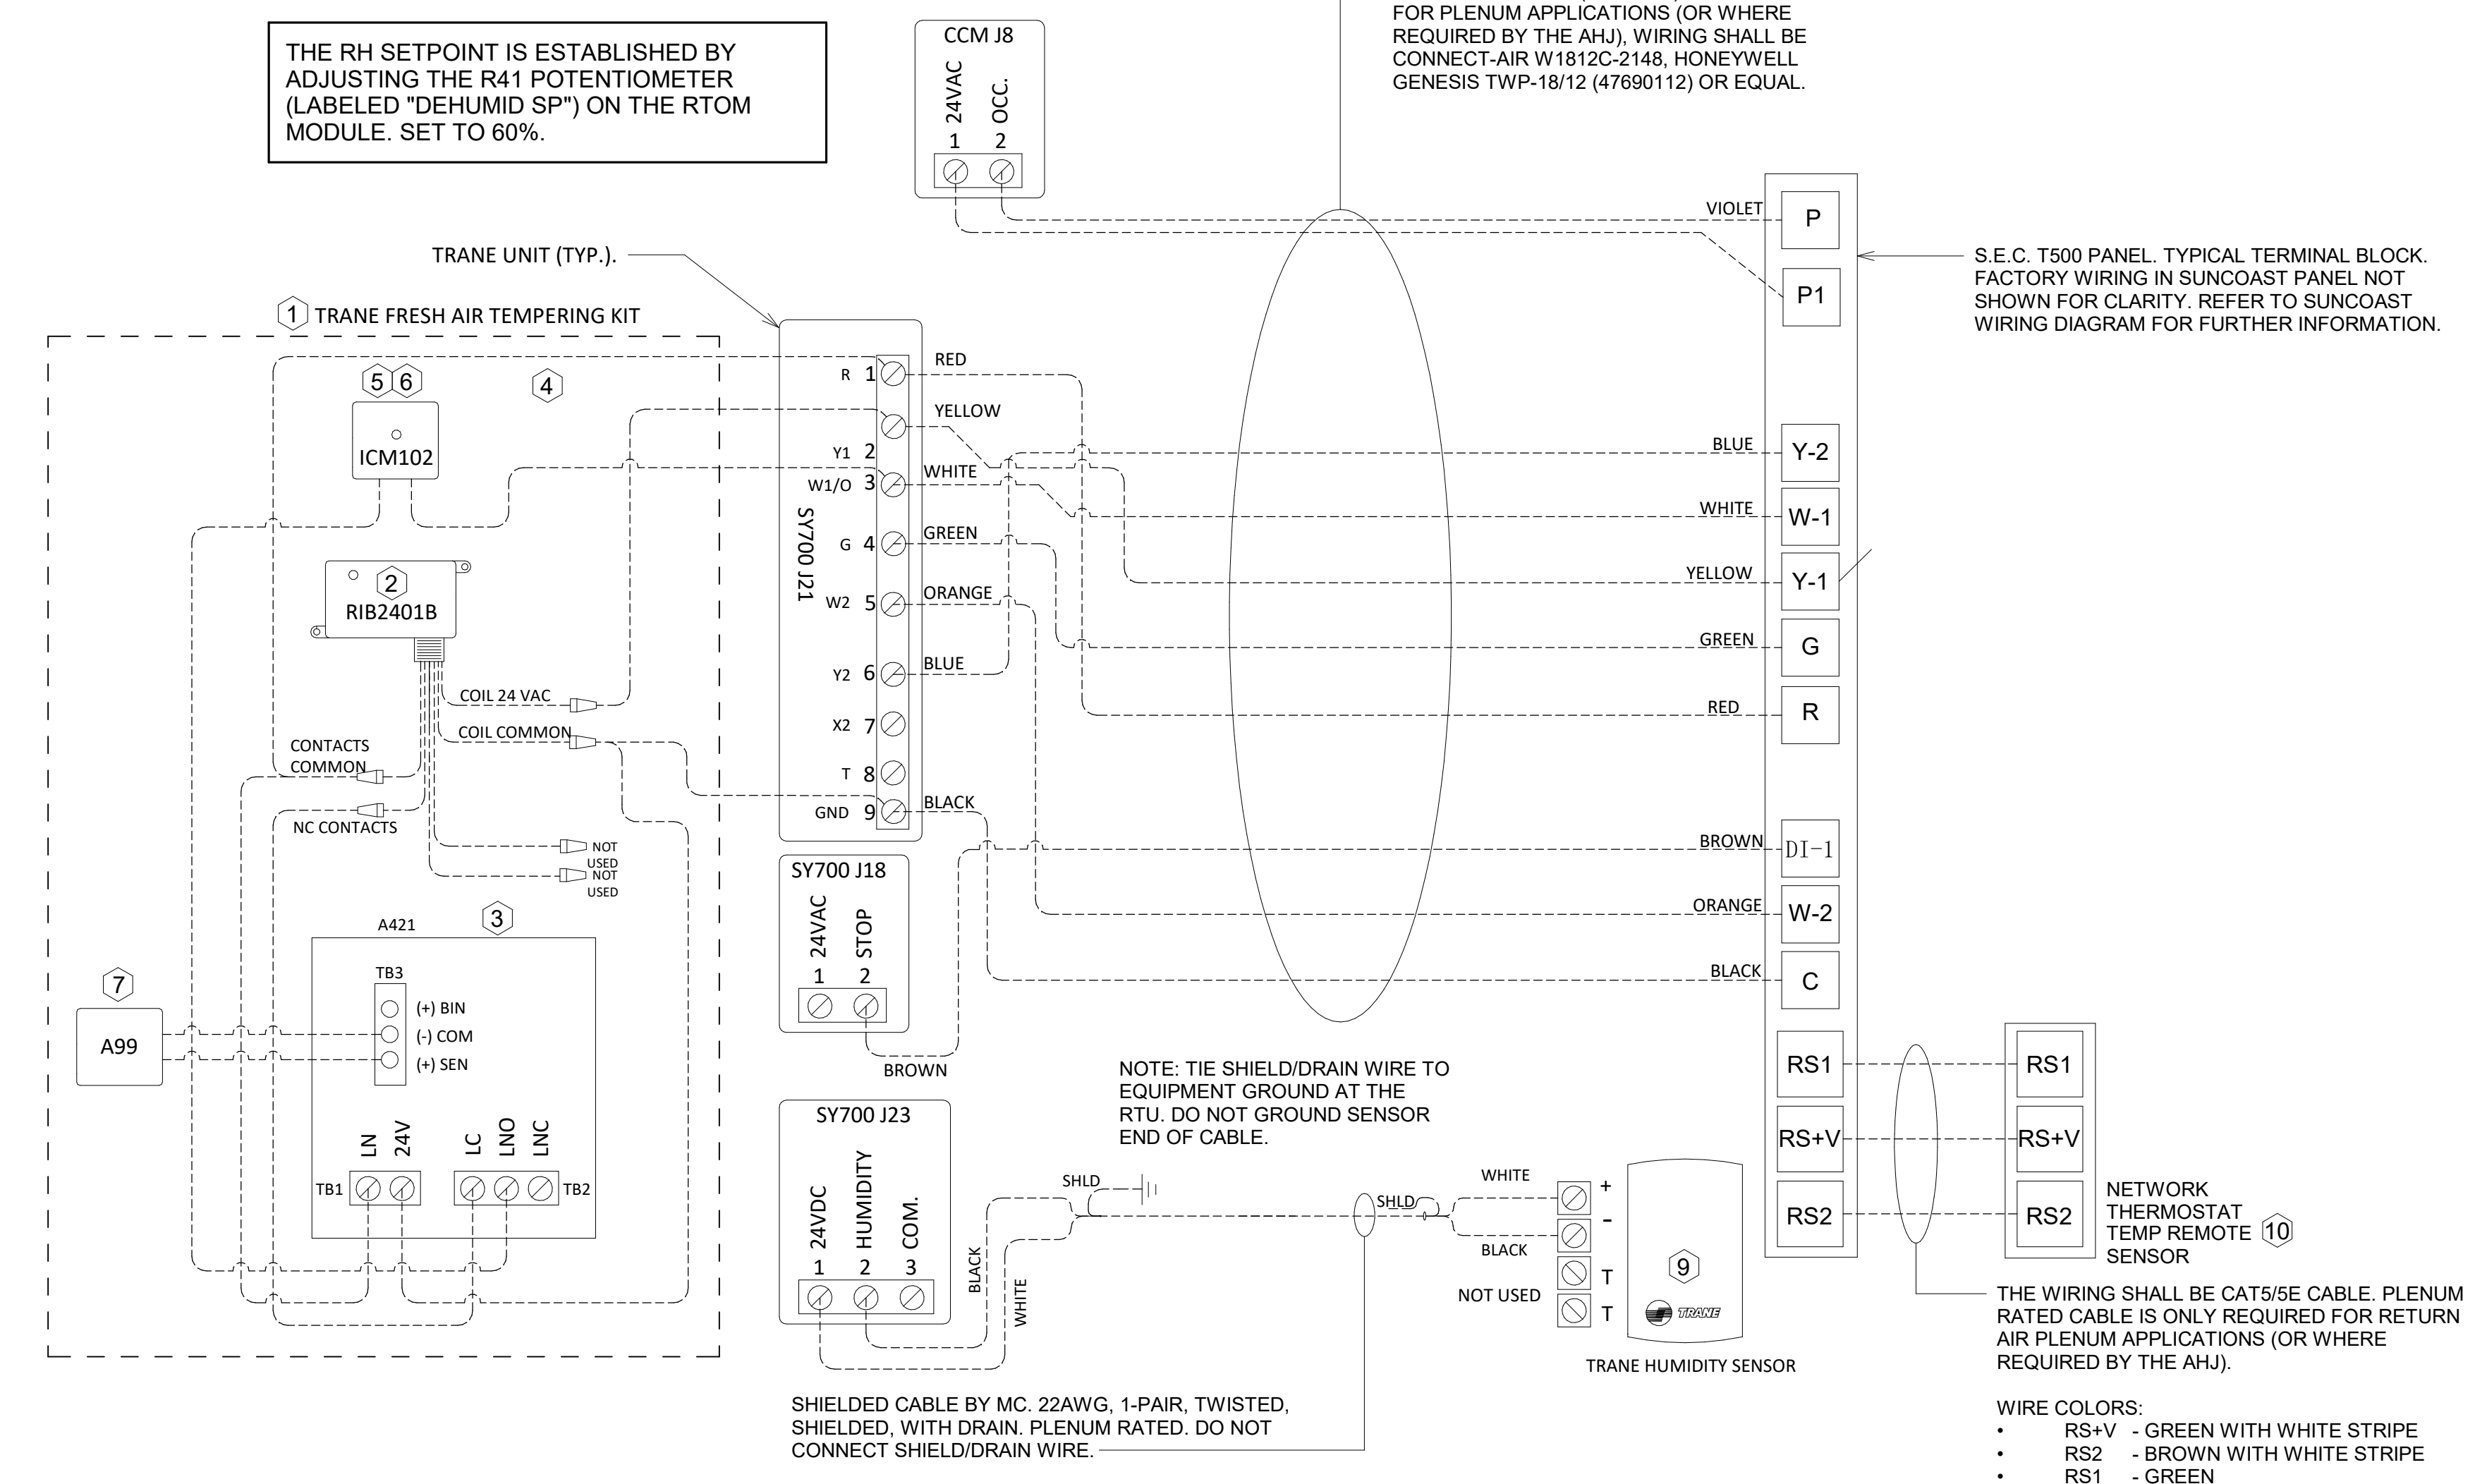 THE RH SETPOINT IS ESTABLISHED BY
ADJUSTING THE R41 POTENTIOMETER
(LABELED "DEHUMID SP") ON THE RTOM
MODULE. SET TO 60%.
CCM J8
24VAC
OCC.
1
2
FOR PLENUM APPLICATIONS (OR WHERE
REQUIRED BY THE AHJ), WIRING SHALL BE
CONNECT-AIR W1812C-2148, HONEYWELL
GENESIS TWP-18/12 (47690112) OR EQUAL.
TRANE UNIT (TYP.).
1 TRANE FRESH AIR TEMPERING KIT
5 6
4
ICM102
2
RIB2401B
COIL 24 VAC
COIL COMMON
CONTACTS
COMMON
NC CONTACTS
NOT
USED
NOT
USED
A421
3
7
A99
TB3
(+) BIN
(-) COM
(+) SEN
LN
24V
LC
LNO
LNC
TB1
TB2
SY700 J21
R 1
RED
YELLOW
Y1 2
WHITE
W1/O 3
G 4
GREEN
W2 5
ORANGE
Y2 6
BLUE
X2 7
T 8
GND 9
BLACK
SY700 J18
24VAC
STOP
1
2
BROWN
SY700 J23
24VDC
HUMIDITY
COM.
1
2
3
BLACK
WHITE
NOTE: TIE SHIELD/DRAIN WIRE TO
EQUIPMENT GROUND AT THE
RTU. DO NOT GROUND SENSOR
END OF CABLE.
SHLD
SHLD
WHITE
BLACK
NOT USED
+
-
T
T
9
TRANE
TRANE HUMIDITY SENSOR
SHIELDED CABLE BY MC. 22AWG, 1-PAIR, TWISTED,
SHIELDED, WITH DRAIN. PLENUM RATED. DO NOT
CONNECT SHIELD/DRAIN WIRE.
VIOLET
P
P1
BLUE
Y-2
WHITE
W-1
YELLOW
Y-1
GREEN
G
RED
R
BROWN
DI-1
ORANGE
W-2
BLACK
C
RS1
RS+V
RS2
S.E.C. T500 PANEL. TYPICAL TERMINAL BLOCK.
FACTORY WIRING IN SUNCOAST PANEL NOT
SHOWN FOR CLARITY. REFER TO SUNCOAST
WIRING DIAGRAM FOR FURTHER INFORMATION.
RS1
RS+V
RS2
NETWORK
THERMOSTAT
TEMP REMOTE 10
SENSOR
THE WIRING SHALL BE CAT5/5E CABLE. PLENUM
RATED CABLE IS ONLY REQUIRED FOR RETURN
AIR PLENUM APPLICATIONS (OR WHERE
REQUIRED BY THE AHJ).
WIRE COLORS:
• RS+V - GREEN WITH WHITE STRIPE
• RS2 - BROWN WITH WHITE STRIPE
• RS1 - GREEN